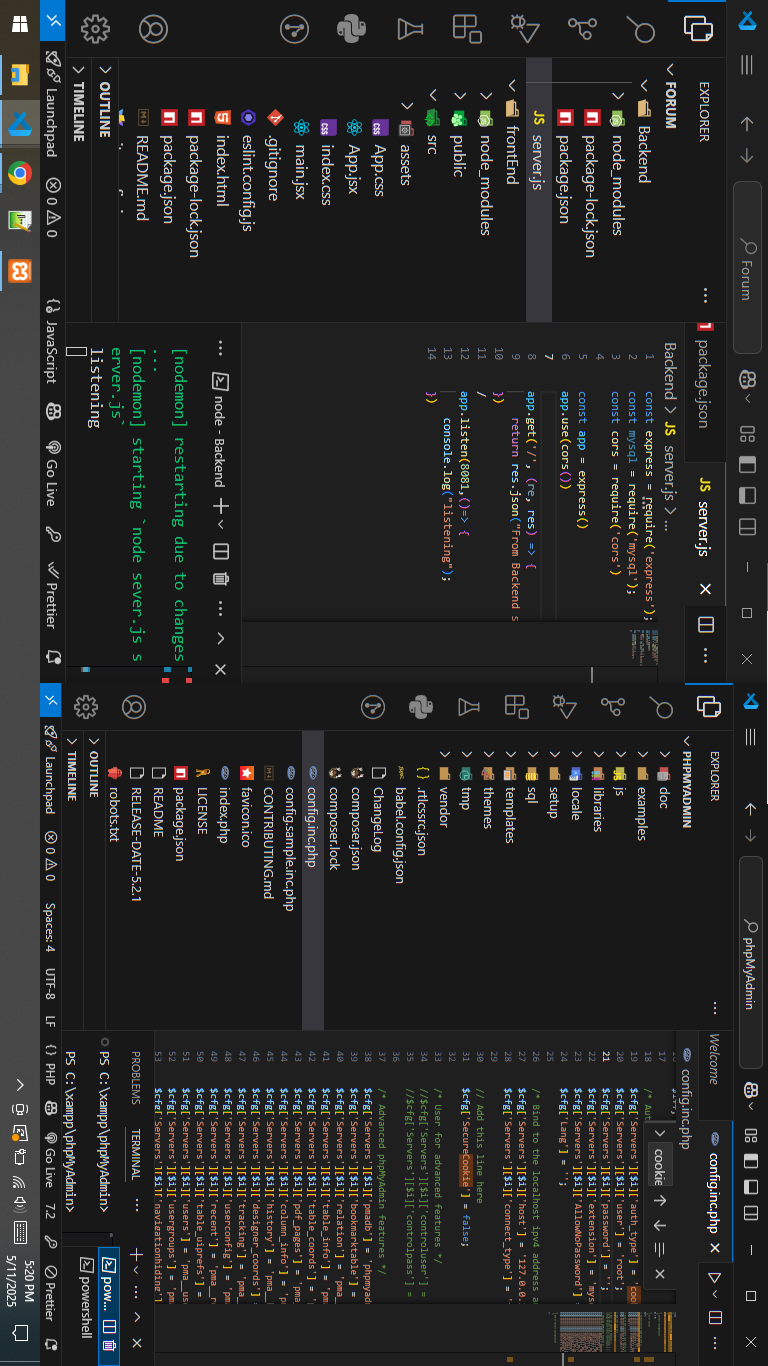 Forum
EXPLORER
FORUM
Backend
node_modules
package-lock.json
package.json
server.js
frontEnd
node_modules
public
src
assets
App.css
App.jsx
index.css
main.jsx
.gitignore
eslint.config.js
index.html
package-lock.json
package.json
README.md
OUTLINE
TIMELINE
package.json
JS server.js
Backend > JS server.js > ...
1 const express = require('express');
2 const mysql = require('mysql');
3 const cors = require('cors')
4
5 const app = express()
6 app.use(cors())
7
8 app.get('/', (re, res) => {
9 return res.json("From Backend s
10 })
11 /
12 app.listen(8081,()=> {
13 console.log("listening");
14 })
node - Backend
[nodemon] restarting due to changes
...
[nodemon] starting `node sever.js s
erver.js`
listening
Launchpad 0 0 JavaScript Go Live Prettier
phpMyAdmin
EXPLORER
PHPMYADMIN
doc
examples
js
libraries
locale
setup
sql
templates
themes
tmp
vendor
.rtlcssrc.json
babel.config.json
ChangeLog
composer.json
composer.lock
config.inc.php
config.sample.inc.php
CONTRIBUTING.md
favicon.ico
index.php
LICENSE
package.json
README
RELEASE-DATE-5.2.1
robots.txt
OUTLINE
TIMELINE
Welcome
config.inc.php
config.inc.php
cookie
17
18 /* Aut
19 $cfg['Servers'][$i]['auth_type'] = 'coo
20 $cfg['Servers'][$i]['user'] = 'root';
21 $cfg['Servers'][$i]['password'] = '';
22 $cfg['Servers'][$i]['extension'] = 'mys
23 $cfg['Servers'][$i]['AllowNoPassword']
24 $cfg['Lang'] = '';
25
26 /* Bind to the localhost ipv4 address a
27 $cfg['Servers'][$i]['host'] = '127.0.0.
28 $cfg['Servers'][$i]['connect_type'] =
30 // Add this line here
31 $cfg['SecureCookie'] = false;
32
33 /* User for advanced features */
34 //$cfg['Servers'][$i]['controluser'] =
35 //$cfg['Servers'][$i]['controlpass'] =
36
37 /* Advanced phpMyAdmin features */
38 $cfg['Servers'][$i]['pmadb'] = 'phpmyad
39 $cfg['Servers'][$i]['bookmarktable'] =
40 $cfg['Servers'][$i]['relation'] = 'pma_
41 $cfg['Servers'][$i]['table_info'] = 'pm
42 $cfg['Servers'][$i]['table_coords'] =
43 $cfg['Servers'][$i]['pdf_pages'] = 'pma
44 $cfg['Servers'][$i]['column_info'] = 'p
45 $cfg['Servers'][$i]['history'] = 'pma_
46 $cfg['Servers'][$i]['designer_coords']
47 $cfg['Servers'][$i]['tracking'] = 'pma_
48 $cfg['Servers'][$i]['userconfig'] = 'pm
49 $cfg['Servers'][$i]['recent'] = 'pma_
50 $cfg['Servers'][$i]['table_uiprefs'] =
51 $cfg['Servers'][$i]['users'] = 'pma_
52 $cfg['Servers'][$i]['usergroups'] = 'pm
53 $cfg['Servers'][$i]['navigationhiding']
PROBLEMS TERMINAL
PS C:\xampp\phpMyAdmin>
PS C:\xampp\phpMyAdmin>
pow...
powershell
Launchpad 0 0 Spaces: 4 UTF-8 LF PHP Go Live 7.2 Prettier
5:20 PM
5/11/2025